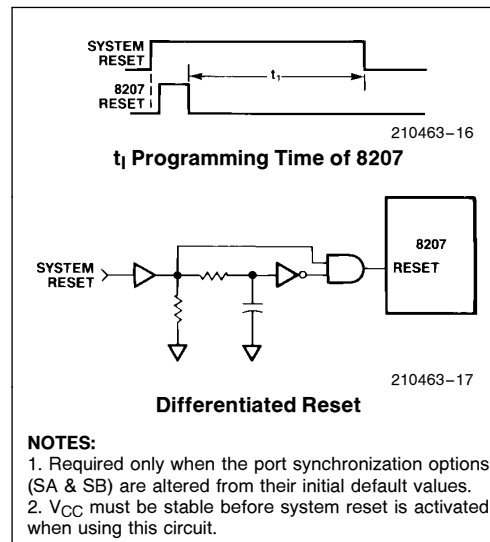 SYSTEM
RESET
8207
RESET
t₁
210463–16
tI Programming Time of 8207
SYSTEM
RESET
8207
RESET
210463–17
Differentiated Reset
NOTES:
1. Required only when the port synchronization options
(SA & SB) are altered from their initial default values.
2. VCC must be stable before system reset is activated
when using this circuit.